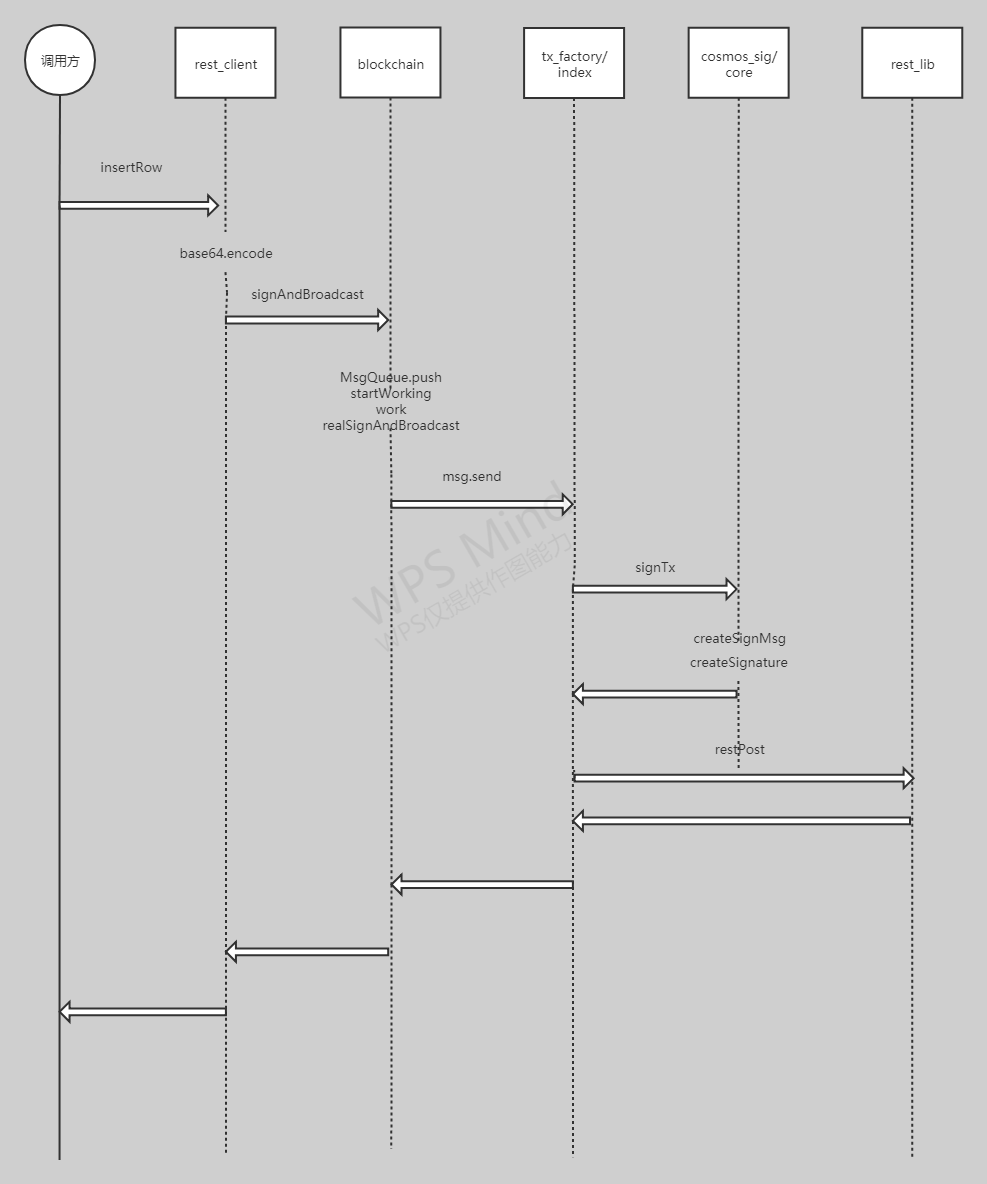 调用方
rest_client
blockchain
tx_factory/
index
cosmos_sig/
core
rest_lib
insertRow
base64.encode
signAndBroadcast
MsgQueue.push
startWorking
work
realSignAndBroadcast
msg.send
WPS Mind
WPS仅提供作图能力
signTx
createSignMsg
createSignature
restPost